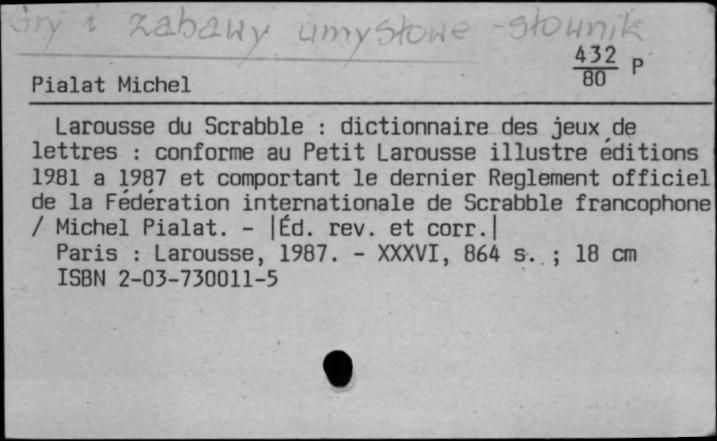 Gry i zabawy umysłowe - słownik
432
80 P
Pialat Michel
Larousse du Scrabble : dictionnaire des jeux de
lettres : conforme au Petit Larousse illustre éditions
1981 a 1987 et comportant le dernier Reglement officiel
de la Fédération internationale de Scrabble francophone
/ Michel Pialat. - |Éd. rev. et corr.|
Paris : Larousse, 1987. - XXXVI, 864 s. ; 18 cm
ISBN 2-03-730011-5